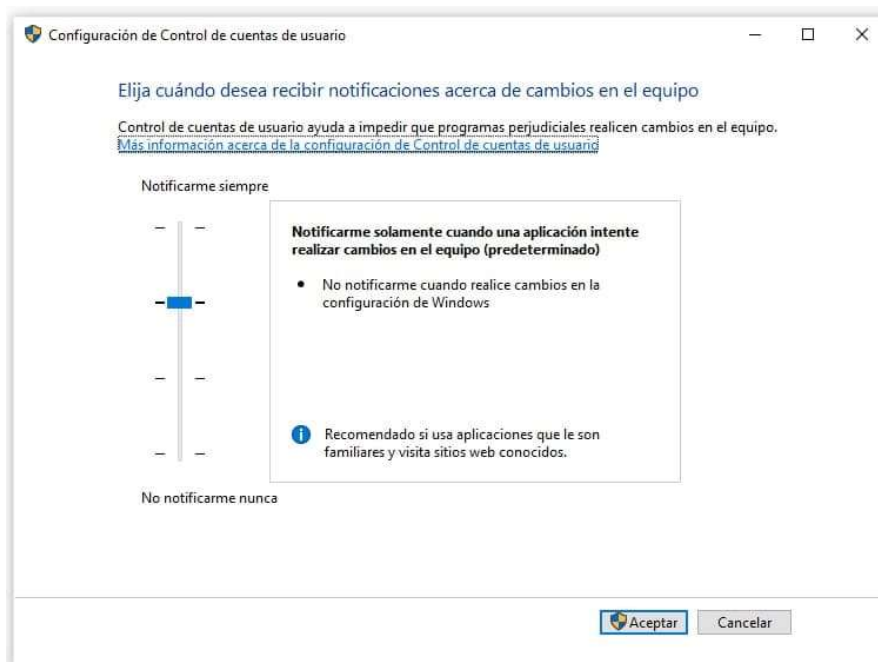 Configuración de Control de cuentas de usuario
Elija cuándo desea recibir notificaciones acerca de cambios en el equipo
Control de cuentas de usuario ayuda a impedir que programas perjudiciales realicen cambios en el equipo.
Más información acerca de la configuración de Control de cuentas de usuario
Notificarme siempre
Notificarme solamente cuando una aplicación intente
realizar cambios en el equipo (predeterminado)
• No notificarme cuando realice cambios en la
configuración de Windows
Recomendado si usa aplicaciones que le son
familiares y visita sitios web conocidos.
No notificarme nunca
Aceptar Cancelar